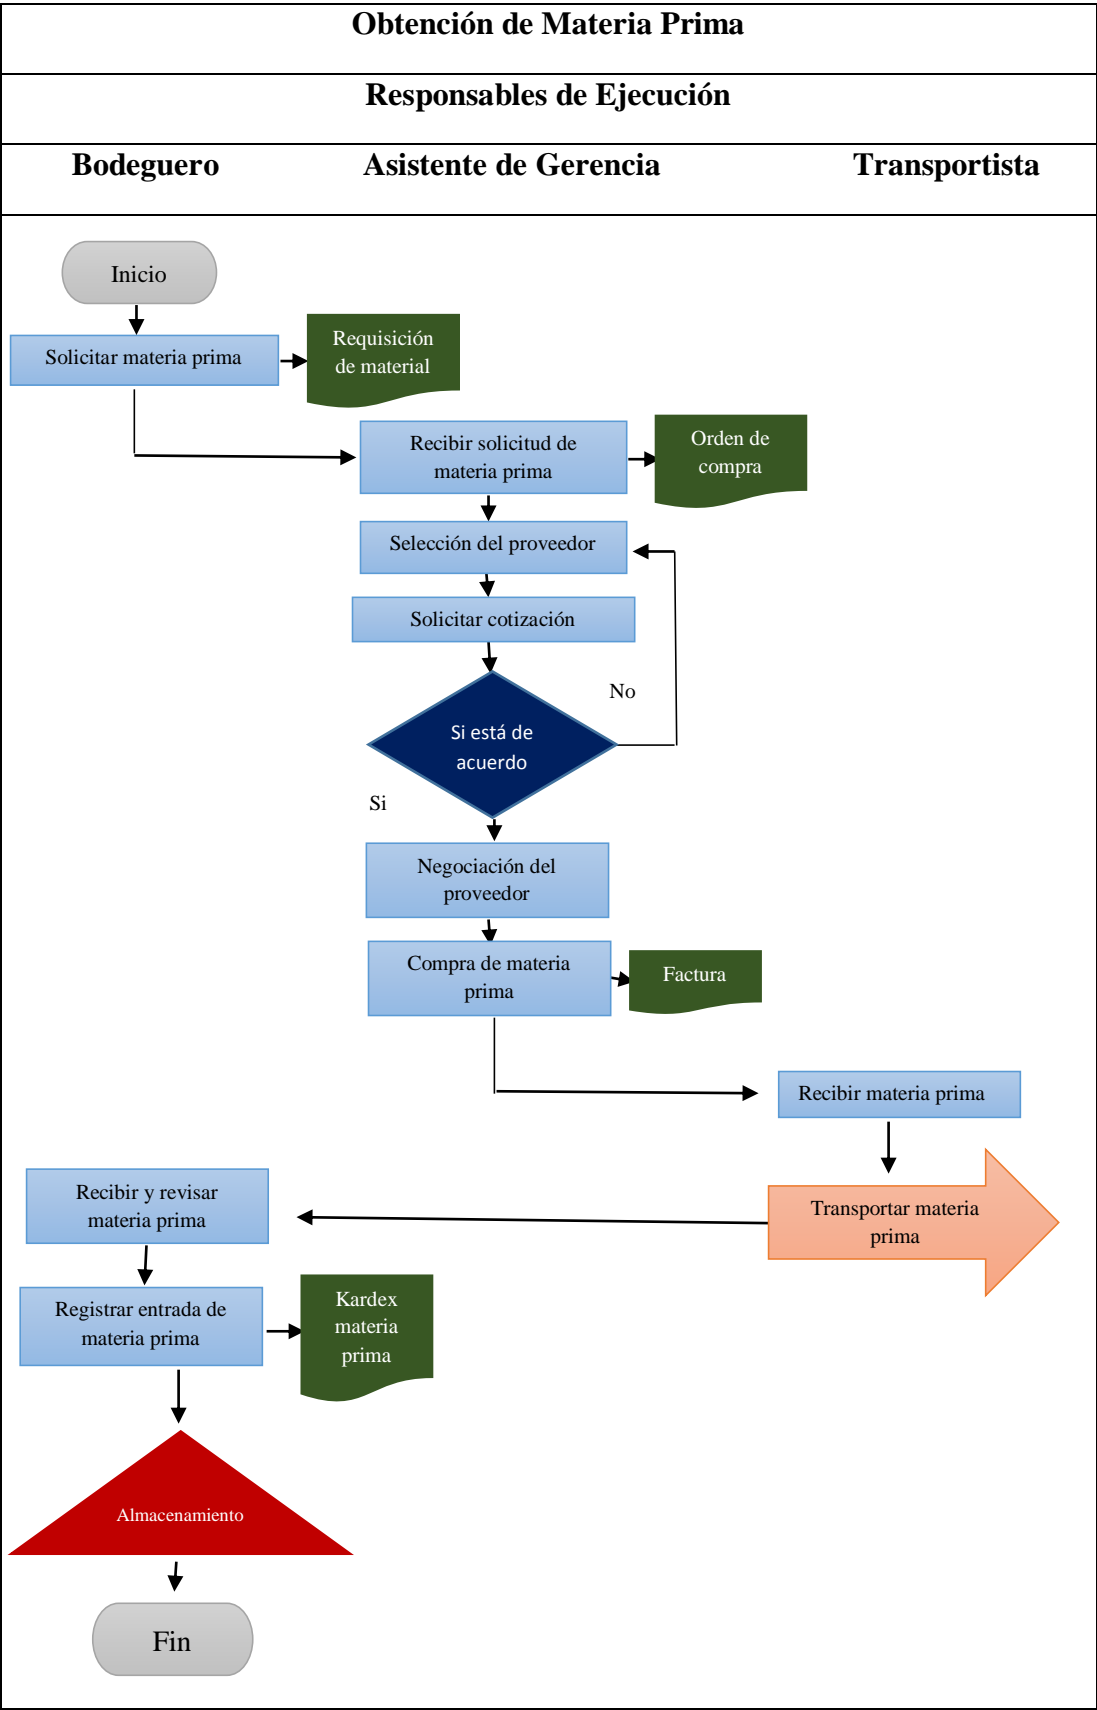 Obtención de Materia Prima
Responsables de Ejecución
Bodeguero
Asistente de Gerencia
Transportista
Inicio
Solicitar materia prima
Requisición
de material
Recibir solicitud de
materia prima
Orden de
compra
Selección del proveedor
Solicitar cotización
No
Si está de
acuerdo
Si
Negociación del
proveedor
Compra de materia
prima
Factura
Recibir materia prima
Transportar materia
prima
Recibir y revisar
materia prima
Registrar entrada de
materia prima
Kardex
materia
prima
Almacenamiento
Fin